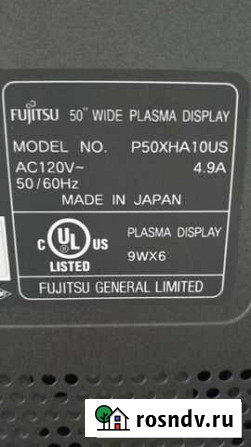 FUJITSU 50" WIDE PLASMA DISPLAY
MODEL NO. P50XHA10US
AC120V~ 4.9A
50/60Hz
MADE IN JAPAN
C UL US PLASMA DISPLAY
LISTED 9WX6
FUJITSU GENERAL LIMITED
rosndv.ru